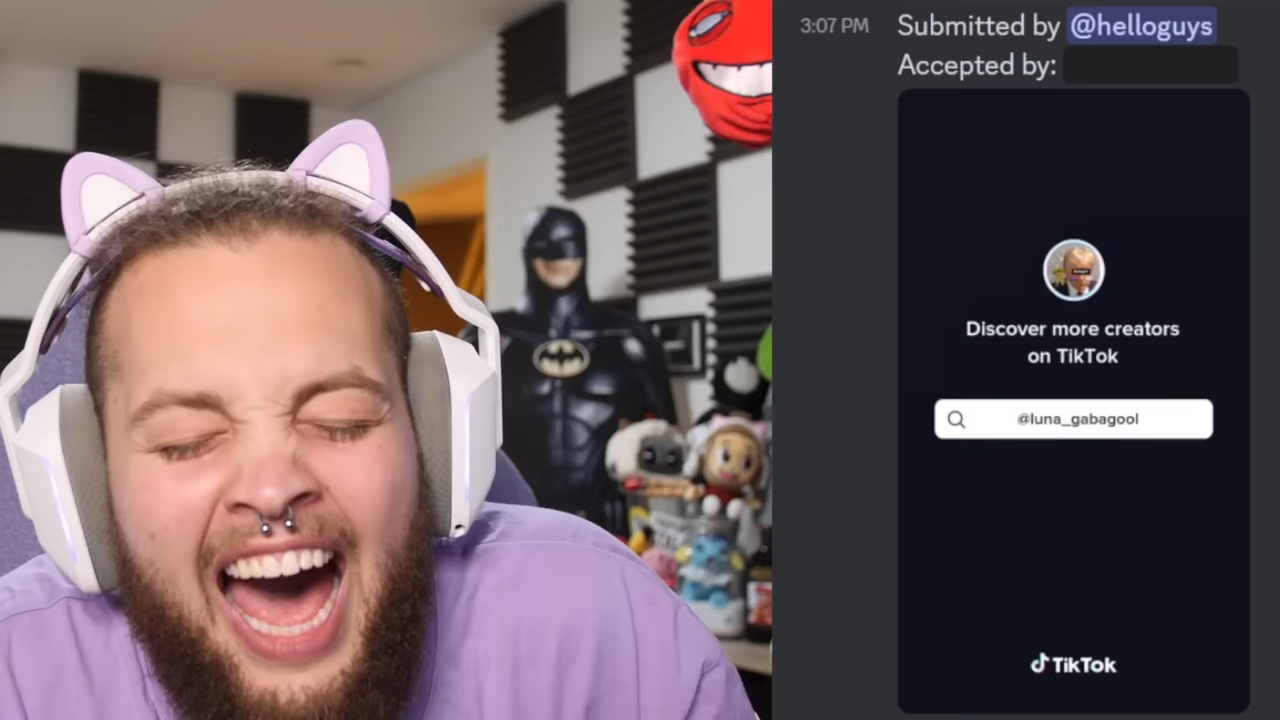 3:07 PM Submitted by @helloguys
Accepted by:
Discover more creators
on TikTok
@luna_gabagool
TikTok